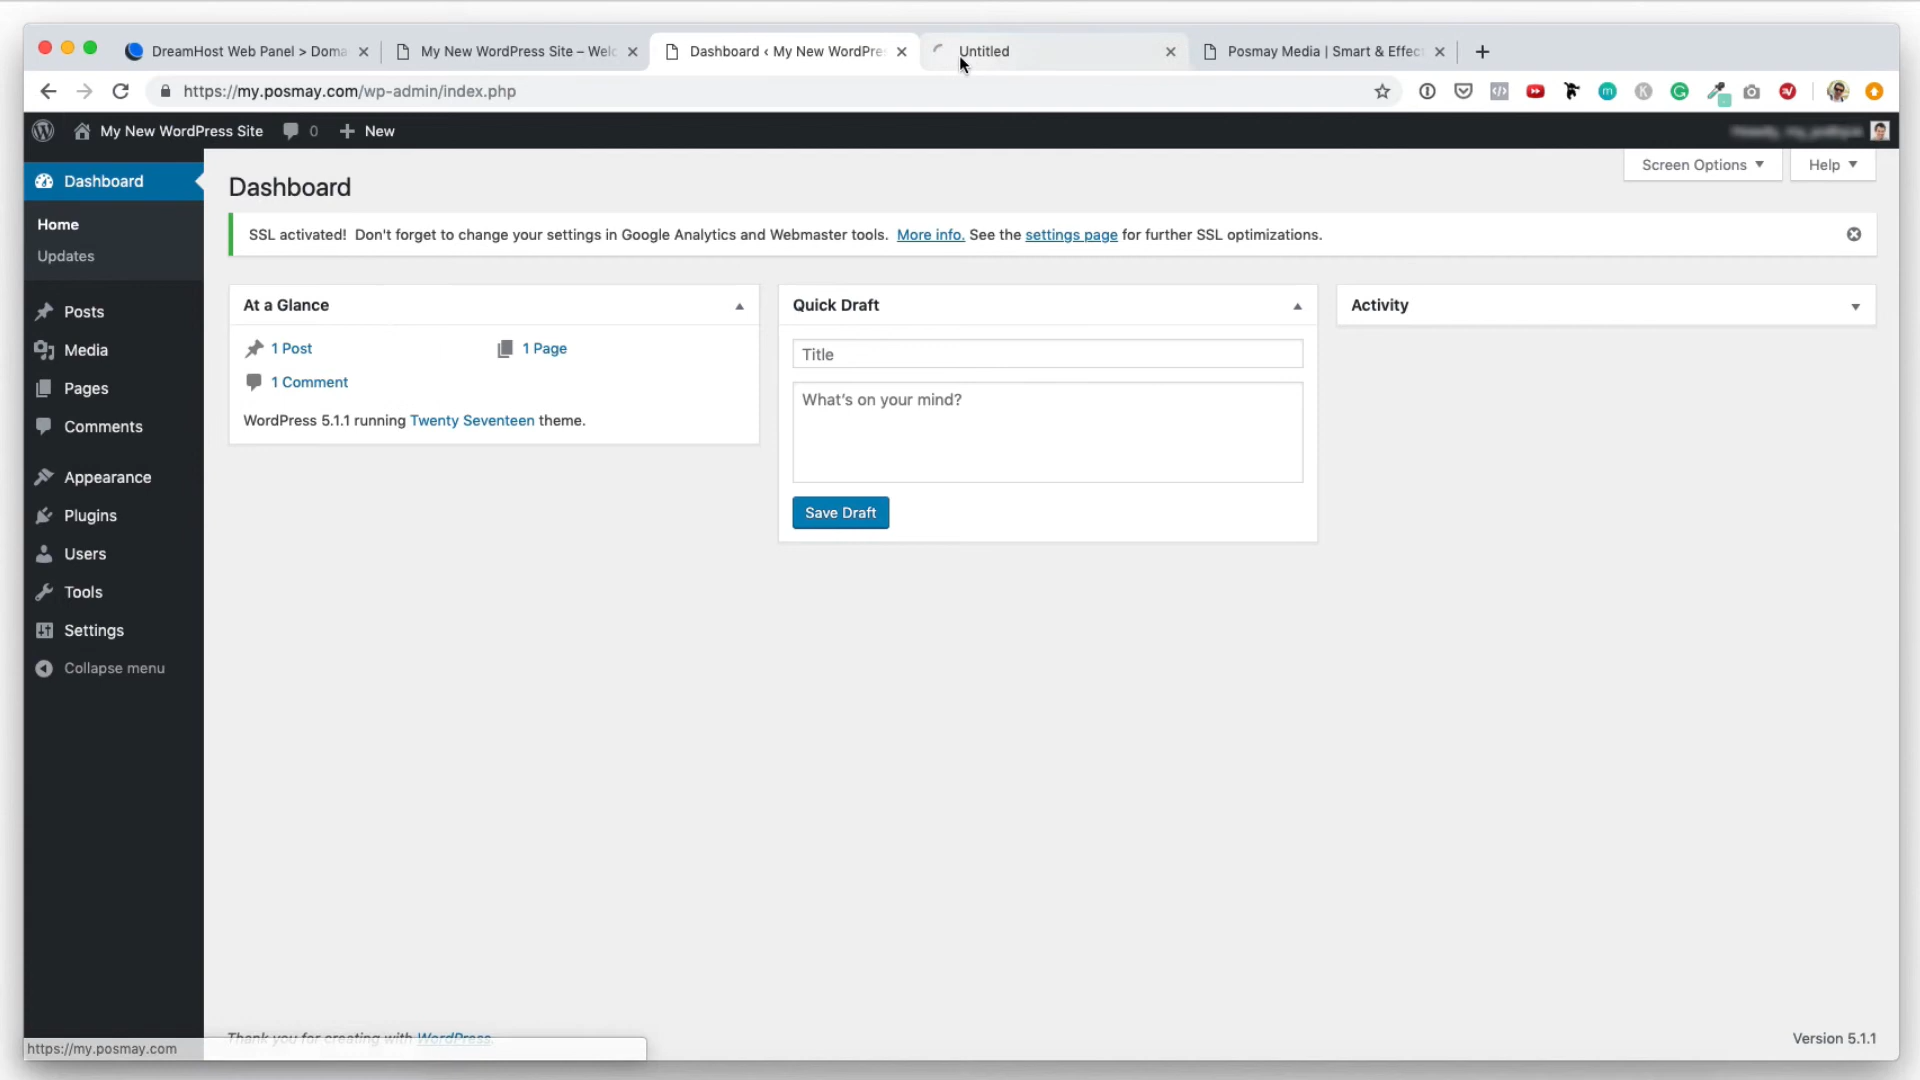 DreamHost Web Panel > Doma
My New WordPress Site – Welc
Dashboard ‹ My New WordPre
Untitled
Posmay Media | Smart & Effec
https://my.posmay.com/wp-admin/index.php
My New WordPress Site
0
New
Dashboard
Home
Updates
Posts
Media
Pages
Comments
Appearance
Plugins
Users
Tools
Settings
Collapse menu
Screen Options
Help
Dashboard
SSL activated! Don't forget to change your settings in Google Analytics and Webmaster tools. More info. See the settings page for further SSL optimizations.
At a Glance
1 Post
1 Page
1 Comment
WordPress 5.1.1 running Twenty Seventeen theme.
Quick Draft
Title
What's on your mind?
Save Draft
Activity
Thank you for creating with WordPress.
Version 5.1.1
https://my.posmay.com